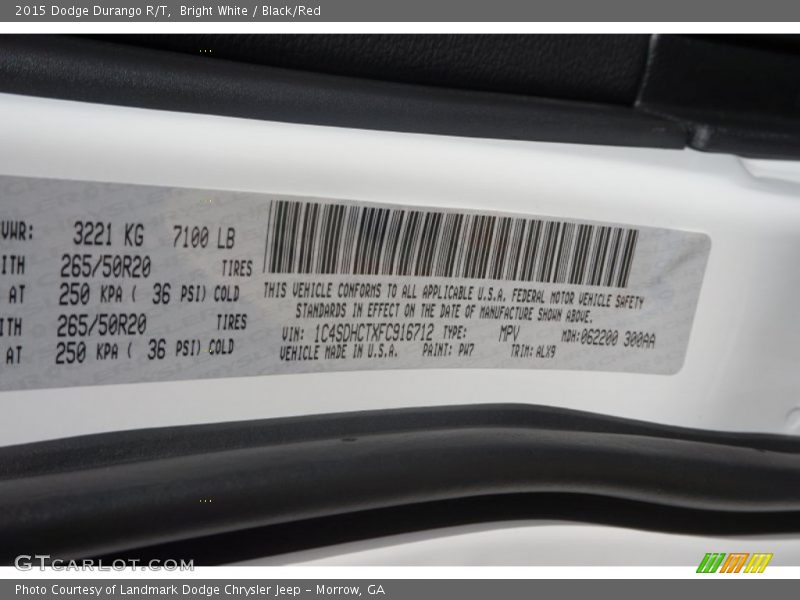 2015 Dodge Durango R/T, Bright White / Black/Red
VWR: 3221 KG 7100 LB
ITH 265/50R20 TIRES
AT 250 KPA ( 36 PSI) COLD
ITH 265/50R20 TIRES
AT 250 KPA ( 36 PSI) COLD
THIS VEHICLE CONFORMS TO ALL APPLICABLE U.S.A. FEDERAL MOTOR VEHICLE SAFETY
STANDARDS IN EFFECT ON THE DATE OF MANUFACTURE SHOWN ABOVE.
VIN: 1C4SDHCTXFC916712 TYPE: MPV MDH:062200 300AA
VEHICLE MADE IN U.S.A. PAINT: PW7 TRIM:ALX9
GTCARLOT.COM
Photo Courtesy of Landmark Dodge Chrysler Jeep - Morrow, GA